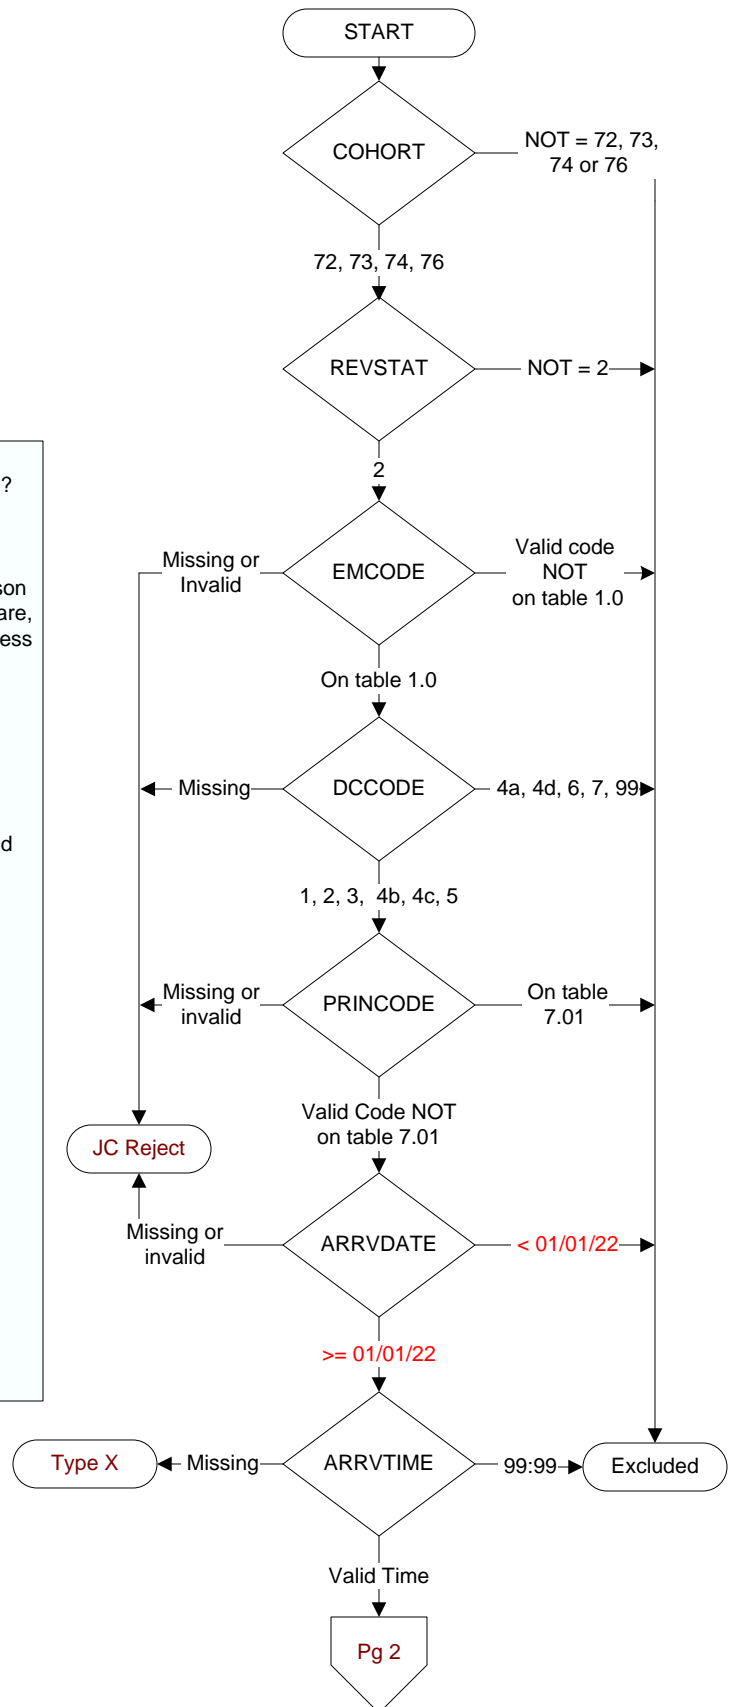 START
COHORT
NOT = 72, 73,
74 or 76
72, 73, 74, 76
REVSTAT
NOT = 2
2
?
Missing or
Invalid
EMCODE
Valid code
NOT
on table 1.0
son
are,
ess
On table 1.0
Missing
DCCODE
4a, 4d, 6, 7, 99
d
1, 2, 3, 4b, 4c, 5
Missing or
invalid
PRINCODE
On table
7.01
Valid Code NOT
on table 7.01
JC Reject
Missing or
invalid
ARRVDATE
< 01/01/22
>= 01/01/22
Type X
Missing
ARRVTIME
99:99
Excluded
Valid Time
Pg 2